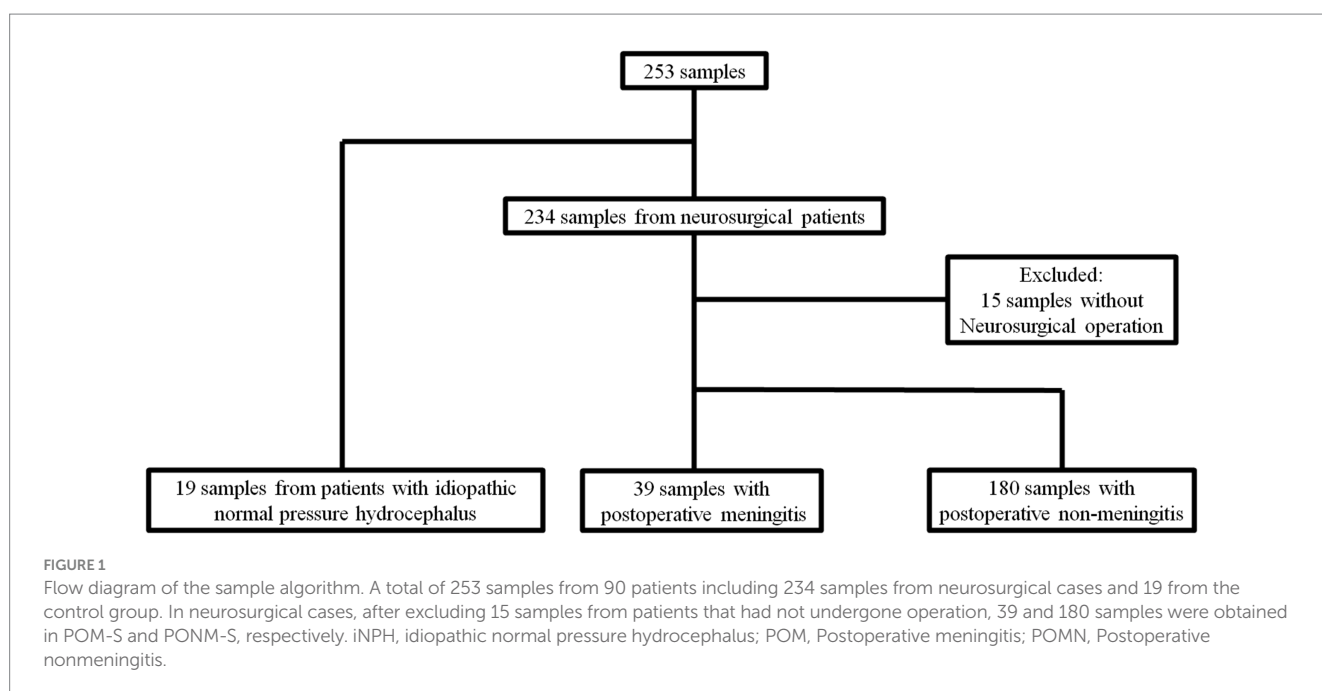 253 samples
234 samples from neurosurgical patients
Excluded:
15 samples without
Neurosurgical operation
19 samples from patients with idiopathic
normal pressure hydrocephalus
39 samples with
postoperative meningitis
180 samples with
postoperative non-meningitis
FIGURE 1
Flow diagram of the sample algorithm. A total of 253 samples from 90 patients including 234 samples from neurosurgical cases and 19 from the
control group. In neurosurgical cases, after excluding 15 samples from patients that had not undergone operation, 39 and 180 samples were obtained
in POM-S and PONM-S, respectively. iNPH, idiopathic normal pressure hydrocephalus; POM, Postoperative meningitis; POMN, Postoperative
nonmeningitis.